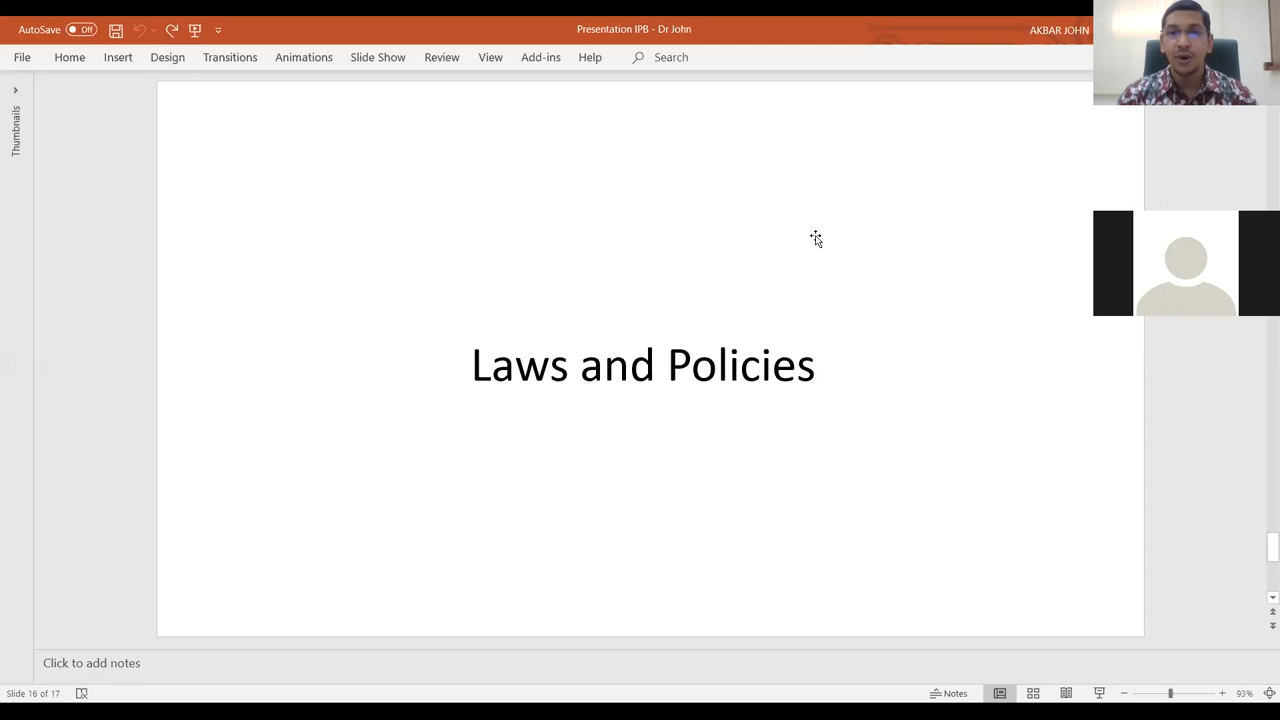 AutoSave Off Presentation IPB - Dr John AKBAR JOHN
File Home Insert Design Transitions Animations Slide Show Review View Add-ins Help Search
Thumbnails
Laws and Policies
Click to add notes
Slide 16 of 17 Notes 93%